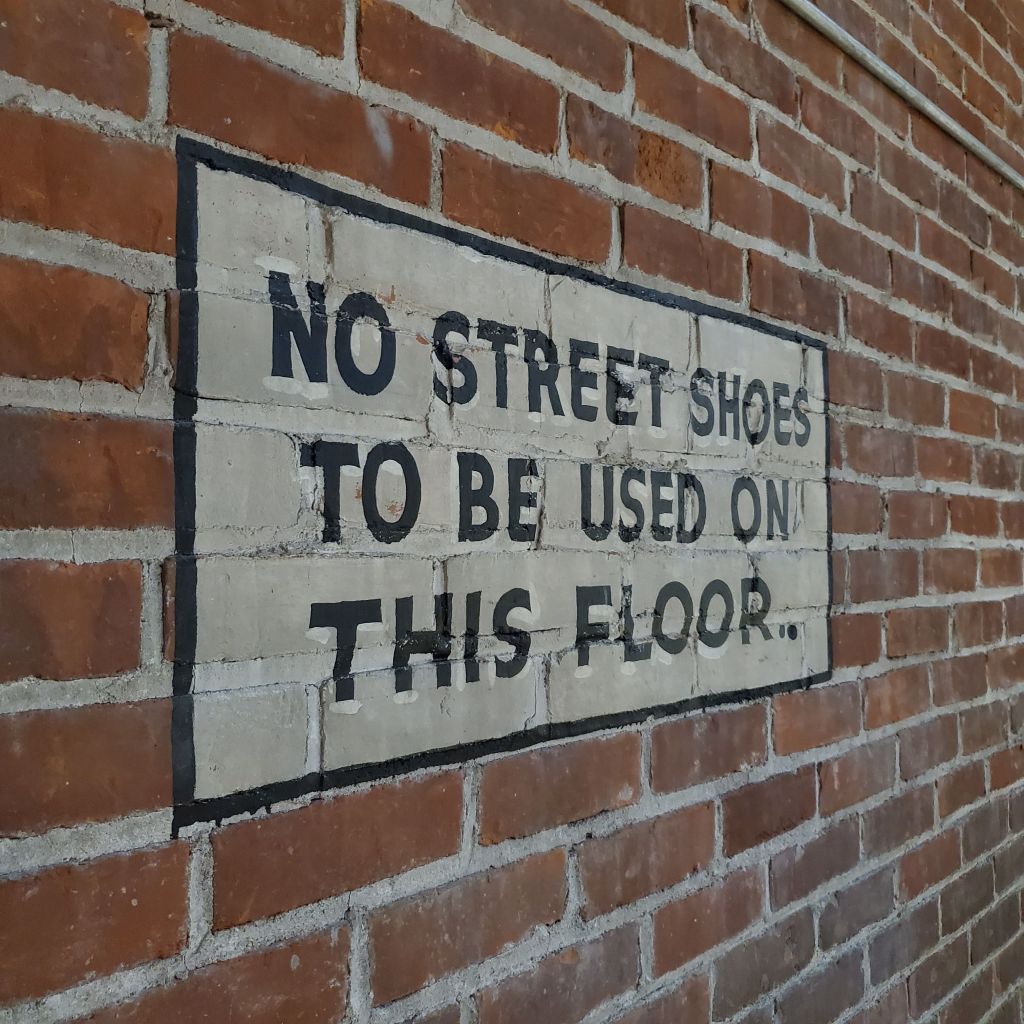 NO STREET SHOES
TO BE USED ON
THIS FLOOR..